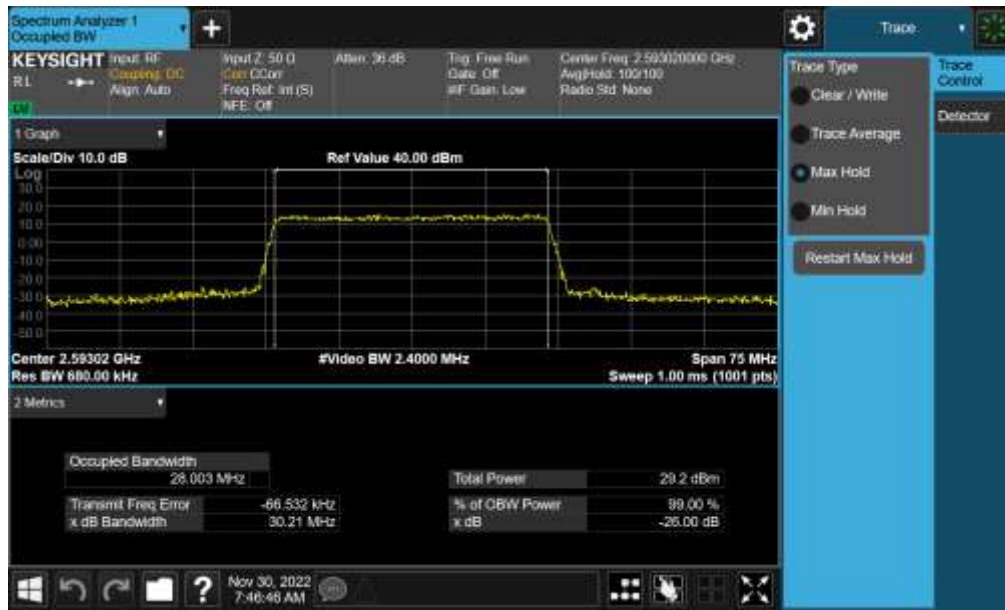 Spectrum Analyzer 1
Occupied BW
+
Trace
KEYSIGHT
RL
Input: RF
Coupling: DC
Align: Auto
Input Z: 50 Ω
Corr CCorr
Freq Ref: Int (S)
NFE: Off
Atten: 36 dB
Trig: Free Run
Gate: Off
#IF Gain: Low
Center Freq: 2.593020000 GHz
Avg|Hold: 100/100
Radio Std: None
Trace Type
Clear / Write
Trace Average
Max Hold
Min Hold
Restart Max Hold
Trace
Control
Detector
1 Graph
Scale/Div 10.0 dB
Ref Value 40.00 dBm
Log
30.0
20.0
10.0
0.00
-10.0
-20.0
-30.0
-40.0
-50.0
Center 2.59302 GHz
#Video BW 2.4000 MHz
Span 75 MHz
Res BW 680.00 kHz
Sweep 1.00 ms (1001 pts)
2 Metrics
Occupied Bandwidth
28.003 MHz
Total Power 29.2 dBm
Transmit Freq Error -66.532 kHz
% of OBW Power 99.00 %
x dB Bandwidth 30.21 MHz
x dB -26.00 dB
?
Nov 30, 2022
7:46:46 AM